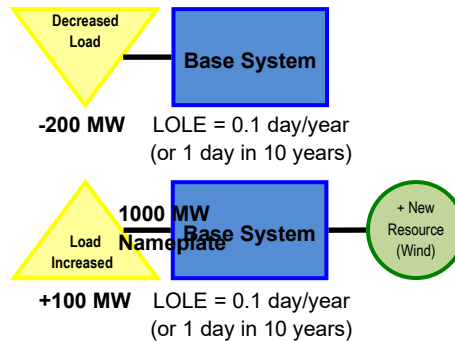 Decreased
Load
Base System
-200 MW
LOLE = 0.1 day/year
(or 1 day in 10 years)
1000 MW
Nameplate
Base System
+ New
Resource
(Wind)
Load
Increased
+100 MW
LOLE = 0.1 day/year
(or 1 day in 10 years)